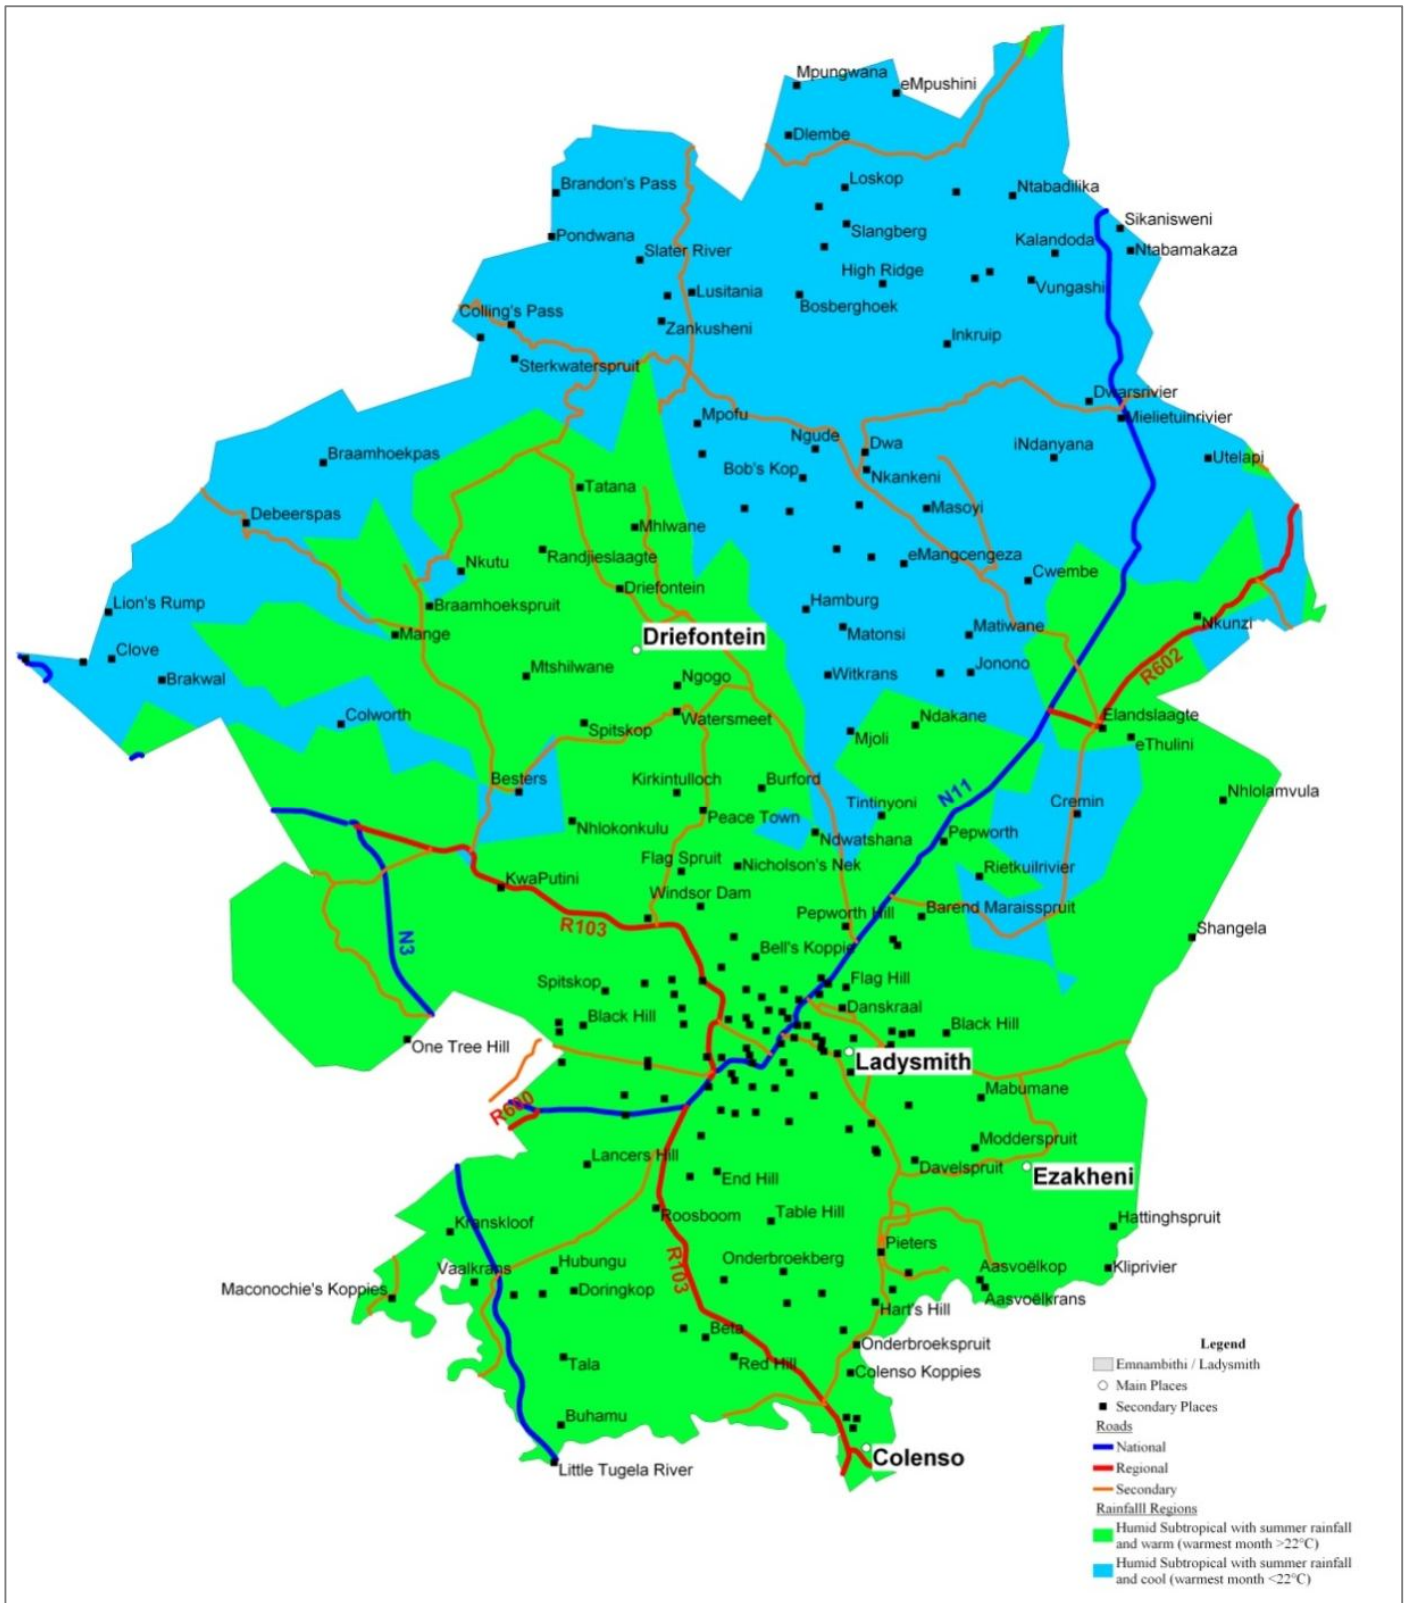 Mpungwana
eMpushini
Dlembe
Loskop
Brandon's Pass
Ntabadilika
Sikanisweni
Slangberg
Pondwana
Kalandoda
Ntabamakaza
Slater River
High Ridge
Vungashi
Lusitania
Bosberghoek
Colling's Pass
Zankusheni
Inkruip
Sterkwaterspruit
Dwarsrivier
Mpofu
Mielietuinrivier
Ngude
Dwa
iNdanyana
Braamhoekpas
Utelapi
Bob's Kop
Nkankeni
Tatana
Masoyi
Debeerspas
Mhlwane
Randjieslaagte
eMangcengeza
Nkutu
Cwembe
Driefontein
Hamburg
Lion's Rump
Braamhoekspruit
Nkunzi
Matonsi
Matiwane
Mange
Driefontein
Clove
Jonono
R602
Mtshilwane
Ngogo
Witkrans
Brakwal
Colworth
Watersmeet
Ndakane
Elandslaagte
Spitskop
Mjoli
eThulini
Besters
Kirkintulloch
Burford
N11
Nhlolamvula
Tintinyoni
Cremin
Peace Town
Nhlokonkulu
Ndwatshana
Pepworth
Flag Spruit
Nicholson's Nek
Rietkuilrivier
KwaPutini
Windsor Dam
Pepworth Hill
Barend Maraisspruit
R103
Shangela
N3
Bell's Koppie
Spitskop
Flag Hill
Danskraal
Black Hill
Black Hill
One Tree Hill
Ladysmith
Mabumane
R600
Modderspruit
Lancers Hill
Davelspruit
End Hill
Ezakheni
Roosboom
Table Hill
Hattinghspruit
Kranskloof
Pieters
Onderbroekberg
Hubungu
Vaalkrans
Aasvoëlkop
Kliprivier
R103
Maconochie's Koppies
Doringkop
Aasvoëlkrans
Hart's Hill
Beta
Onderbroekspruit
Tala
Red Hill
Colenso Koppies
Buhamu
Colenso
Little Tugela River
Legend
Emnambithi / Ladysmith
Main Places
Secondary Places
Roads
National
Regional
Secondary
Rainfalll Regions
Humid Subtropical with summer rainfall
and warm (warmest month >22°C)
Humid Subtropical with summer rainfall
and cool (warmest month <22°C)